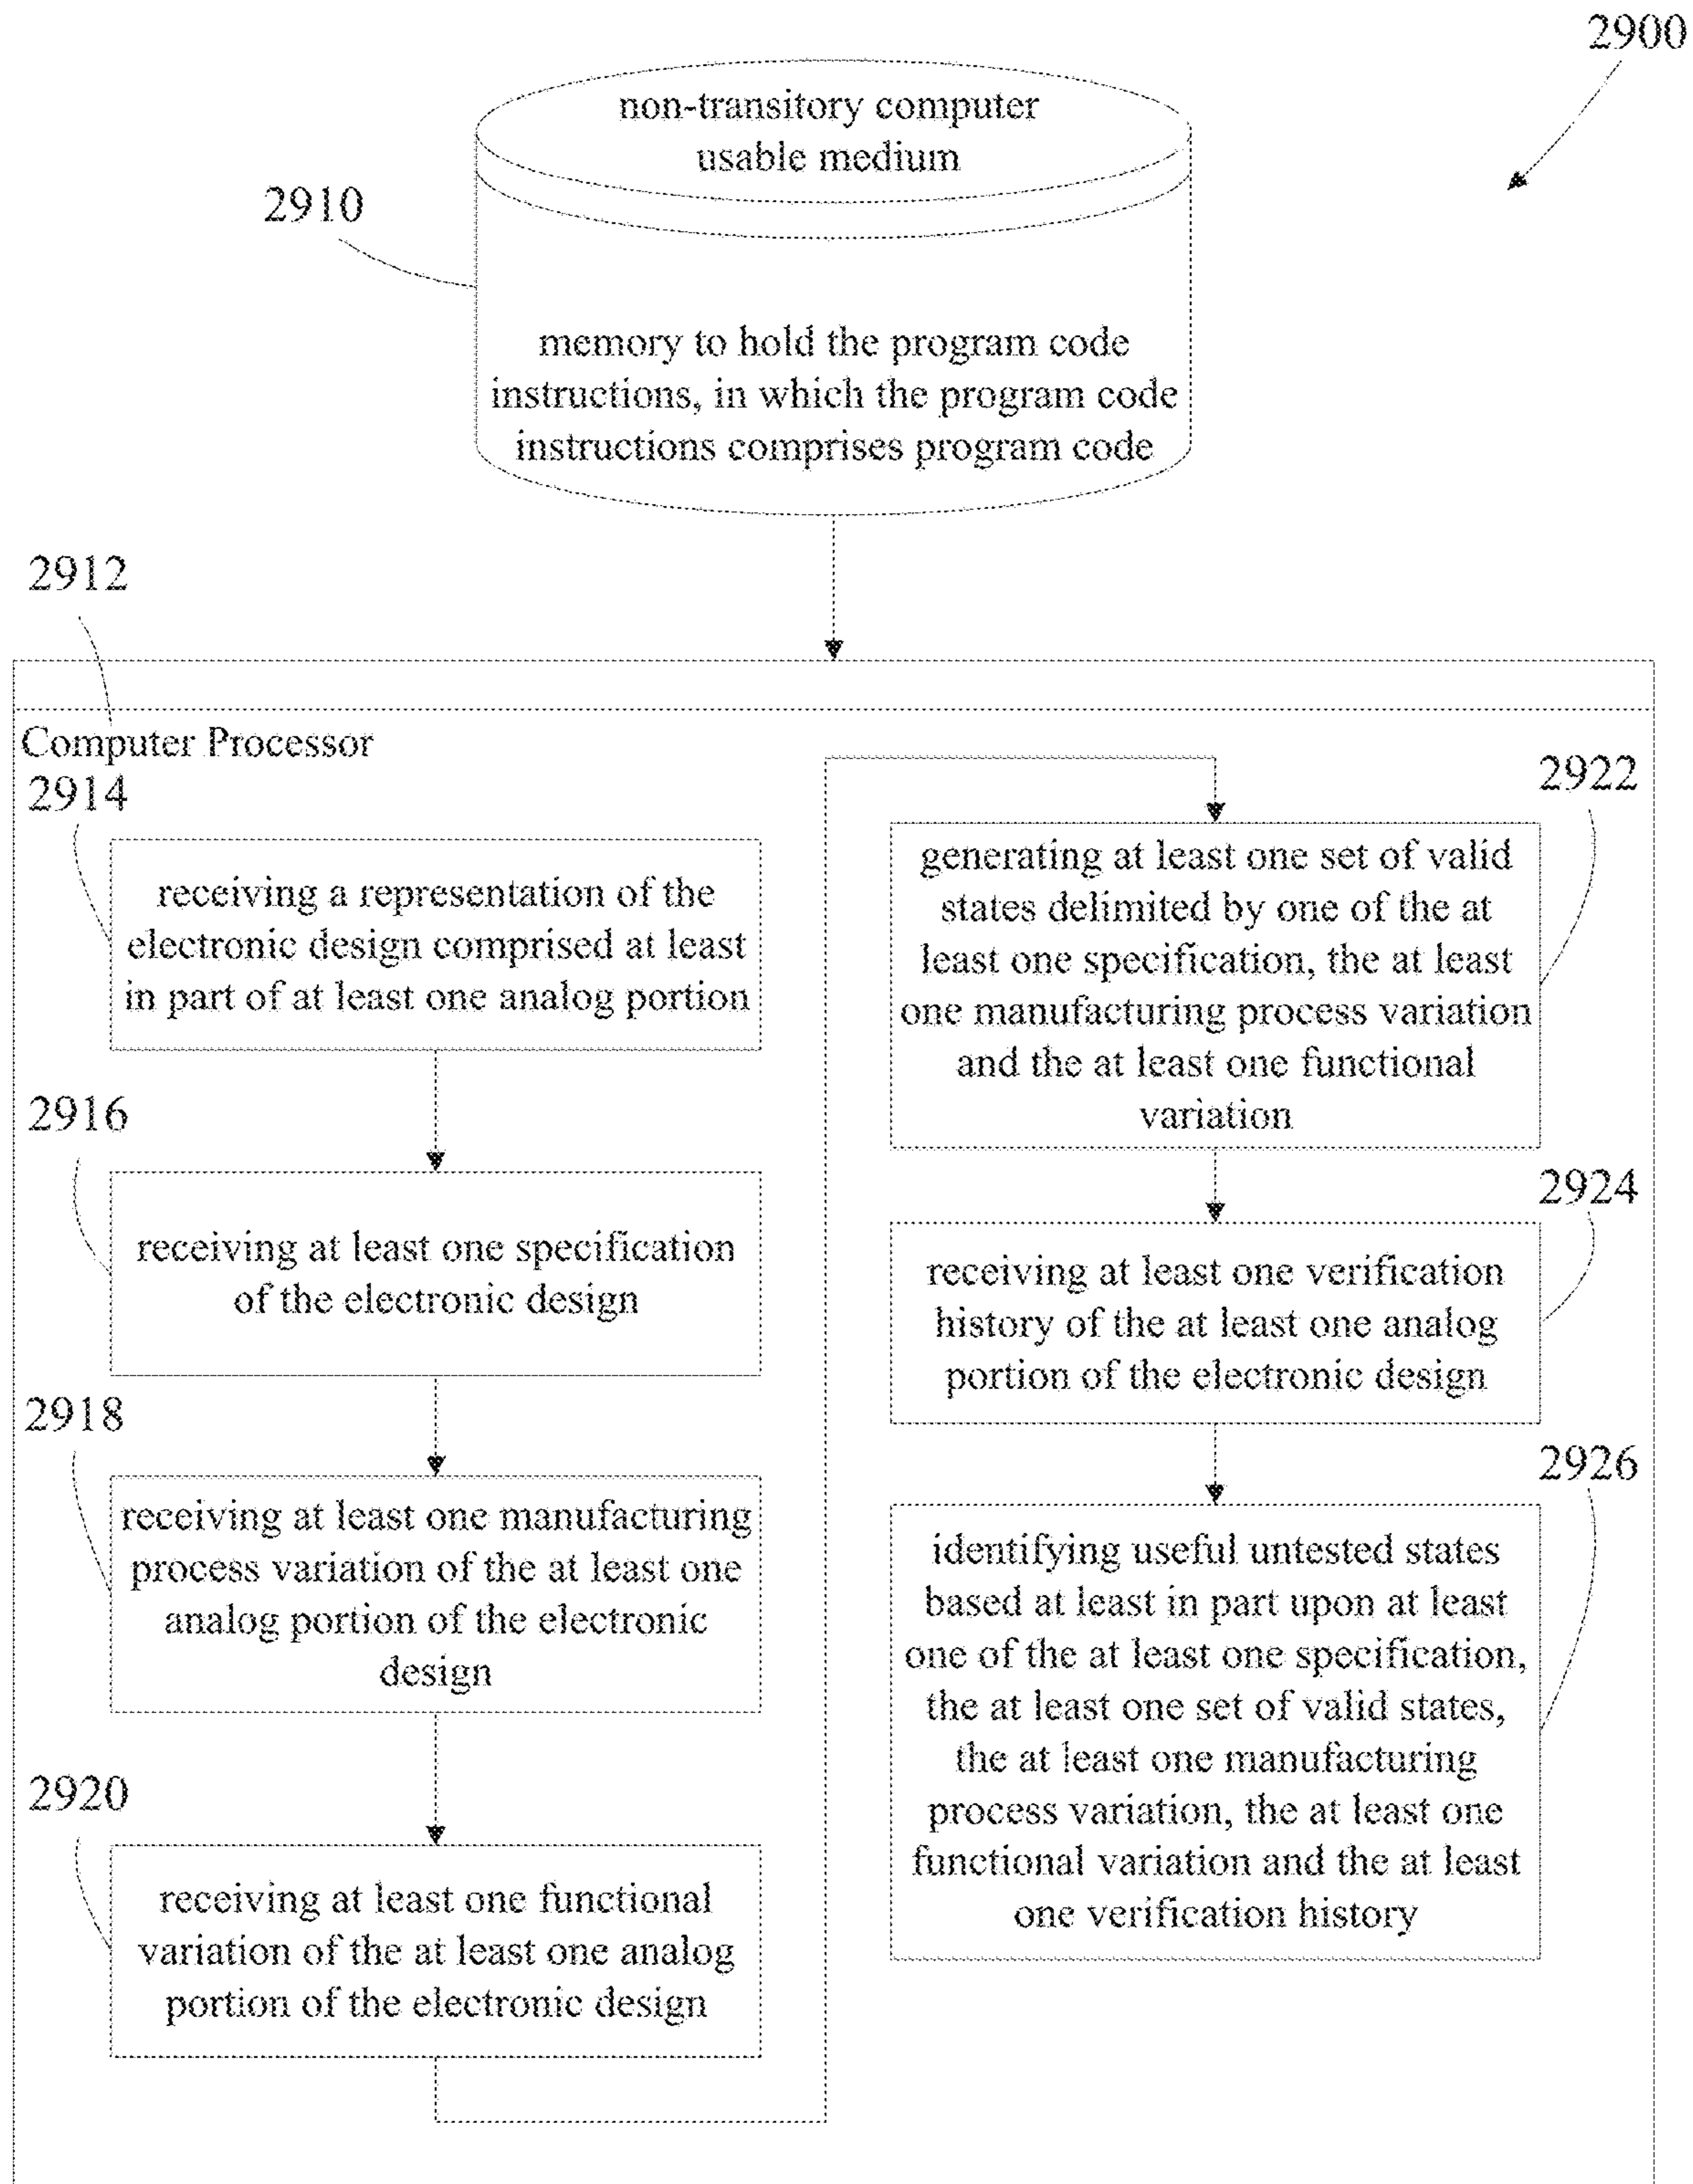 2900
non-transitory computer
usable medium
2910
memory to hold the program code
instructions, in which the program code
instructions comprises program code
2912
Computer Processor
2914
receiving a representation of the
electronic design comprised at least
in part of at least one analog portion
2916
receiving at least one specification
of the electronic design
2918
receiving at least one manufacturing
process variation of the at least one
analog portion of the electronic
design
2920
receiving at least one functional
variation of the at least one analog
portion of the electronic design
2922
generating at least one set of valid
states delimited by one of the at
least one specification, the at least
one manufacturing process variation
and the at least one functional
variation
2924
receiving at least one verification
history of the at least one analog
portion of the electronic design
2926
identifying useful untested states
based at least in part upon at least
one of the at least one specification,
the at least one set of valid states,
the at least one manufacturing
process variation, the at least one
functional variation and the at least
one verification history